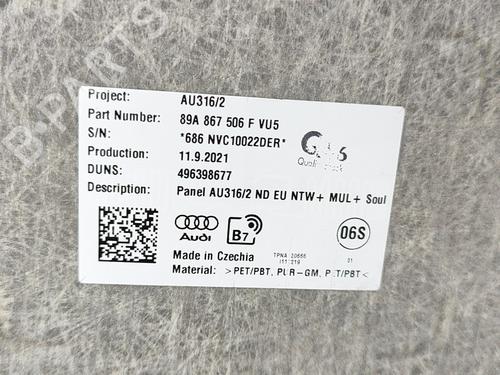 Project: AU316/2
Part Number: 89A 867 506 F VU5
S/N: *686 NVC10022DER*
Production: 11.9.2021
DUNS: 496398677
Description: Panel AU316/2 ND EU NTW+ MUL+ Soul
Audi
B7
06S
Made in Czechia
01
Material: >PET/PBT, PUR-GM, PET/PBT<